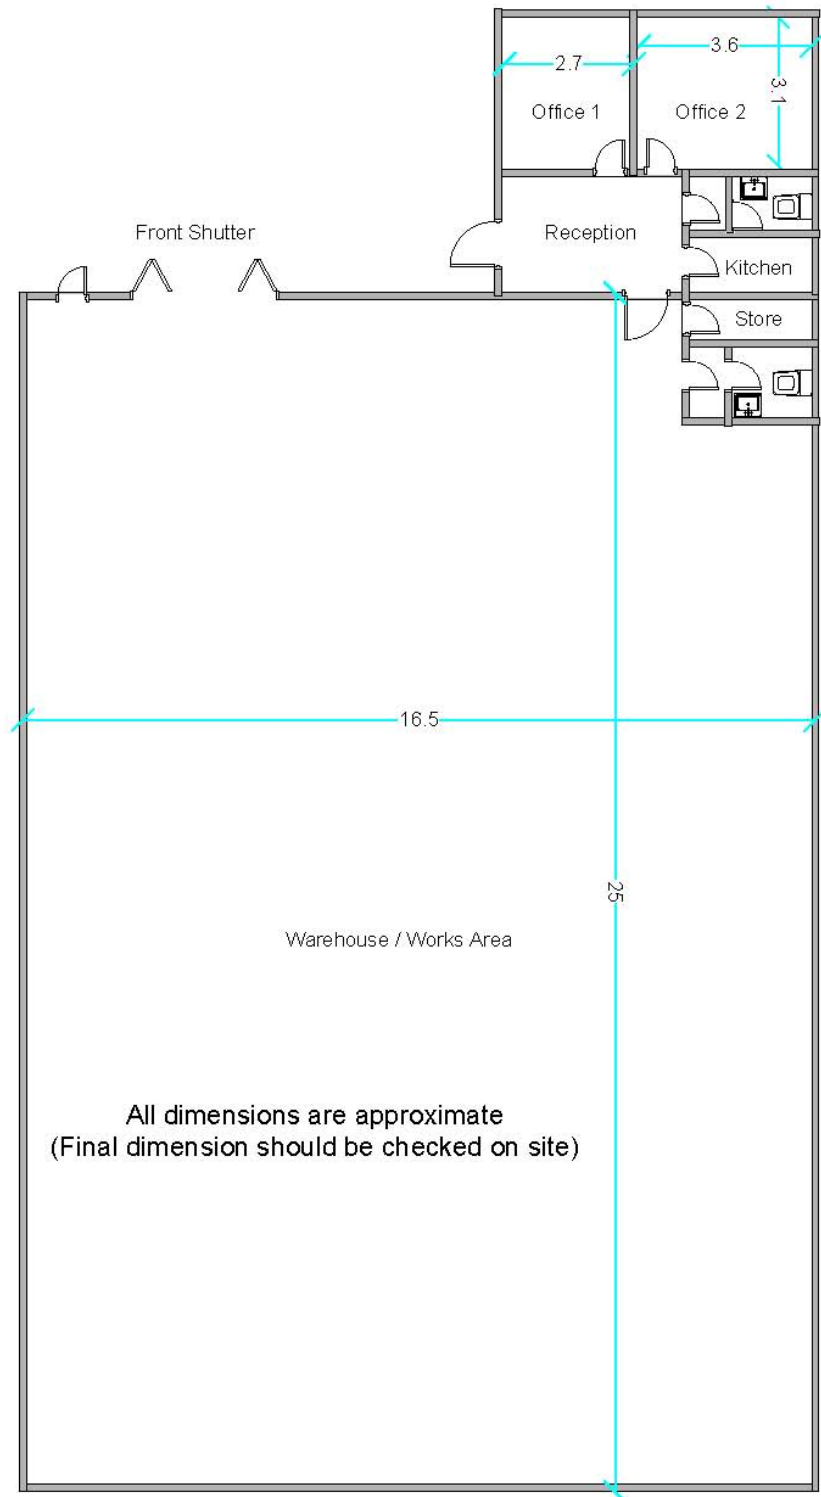 3.6
2.7
3.1
Office 1
Office 2
Front Shutter
Reception
Kitchen
Store
16.5
25
Warehouse / Works Area
All dimensions are approximate
(Final dimension should be checked on site)